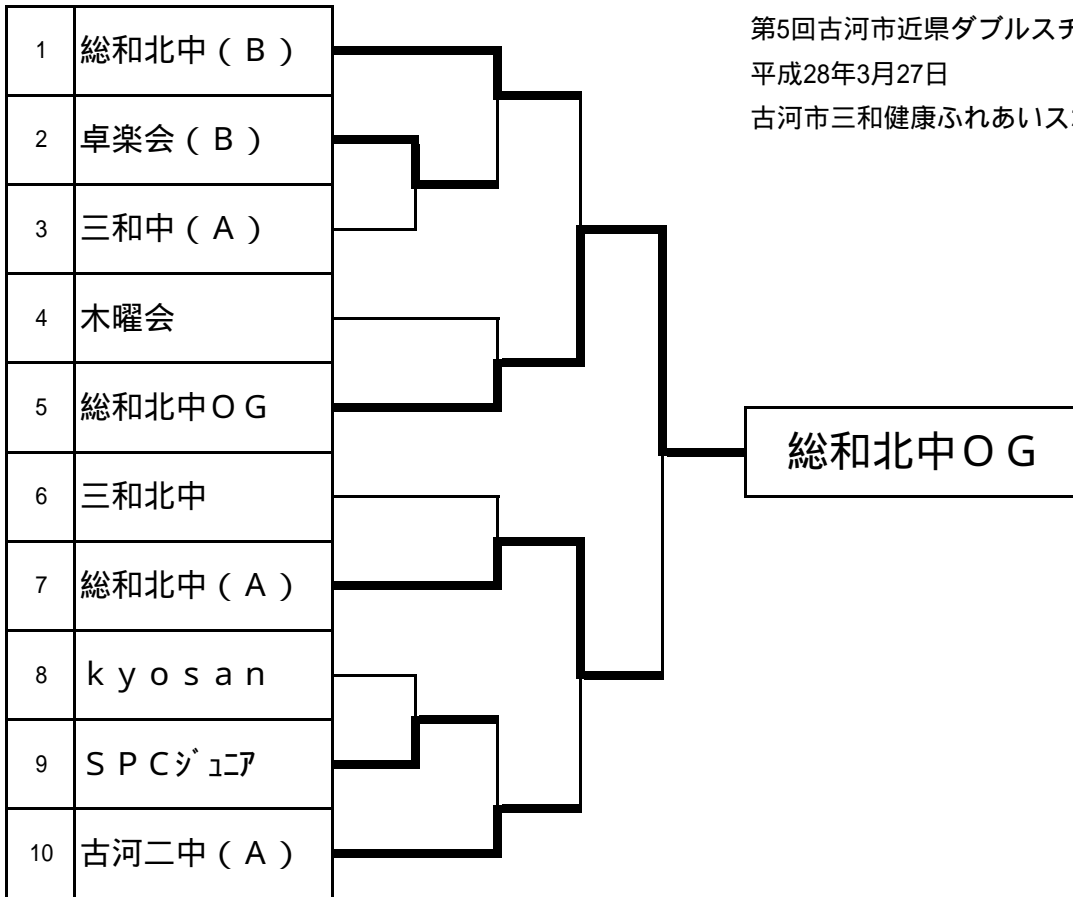 第5回古河市近県ダブルスチ
平成28年3月27日
古河市三和健康ふれあいス
1 総和北中（Ｂ）
2 卓楽会（Ｂ）
3 三和中（Ａ）
4 木曜会
5 総和北中ＯＧ
6 三和北中
7 総和北中（Ａ）
8 ｋｙｏｓａｎ
9 ＳＰＣｼﾞｭﾆｱ
10 古河二中（Ａ）
総和北中ＯＧ